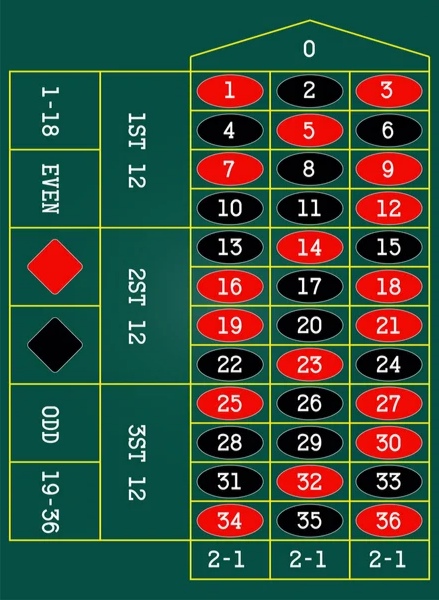 0
1 2 3
4 5 6
7 8 9
10 11 12
13 14 15
16 17 18
19 20 21
22 23 24
25 26 27
28 29 30
31 32 33
34 35 36
2-1 2-1 2-1
1ST 12
2ST 12
3ST 12
1-18
EVEN
ODD
19-36